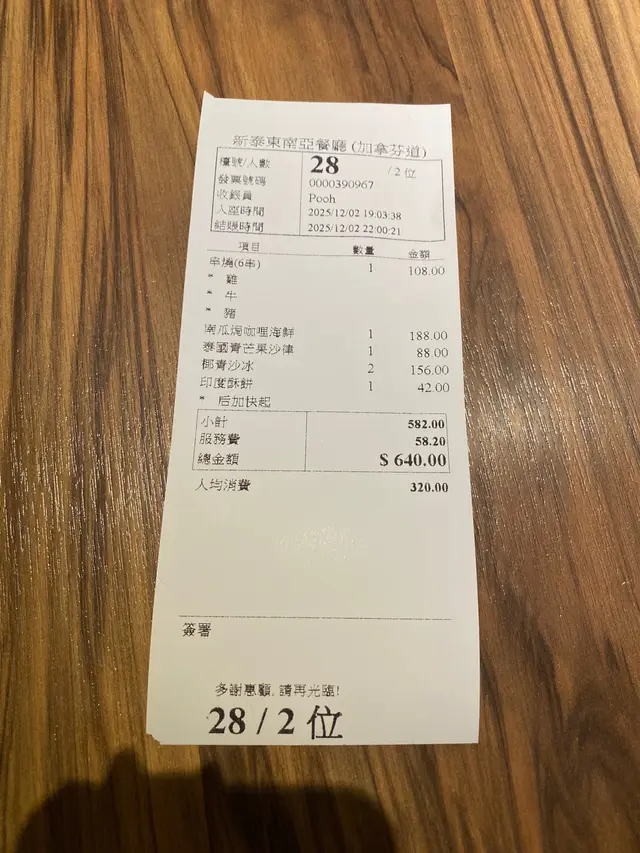 新泰東南亞餐廳 (加拿芬道)
檯號/人數 28 / 2 位
發票號碼 0000390967
收銀員 Pooh
入座時間 2025/12/02 19:03:38
結賬時間 2025/12/02 22:00:21
項目 數量 金額
串燒(6串) 1 108.00
* 雞
* 牛
* 豬
南瓜焗咖哩海鮮 1 188.00
泰國青芒果沙律 1 88.00
椰青沙冰 2 156.00
印度酥餅 1 42.00
* 后加快起
小計 582.00
服務費 58.20
總金額 $ 640.00
人均消費 320.00
簽署
多謝惠顧, 請再光臨!
28 / 2 位